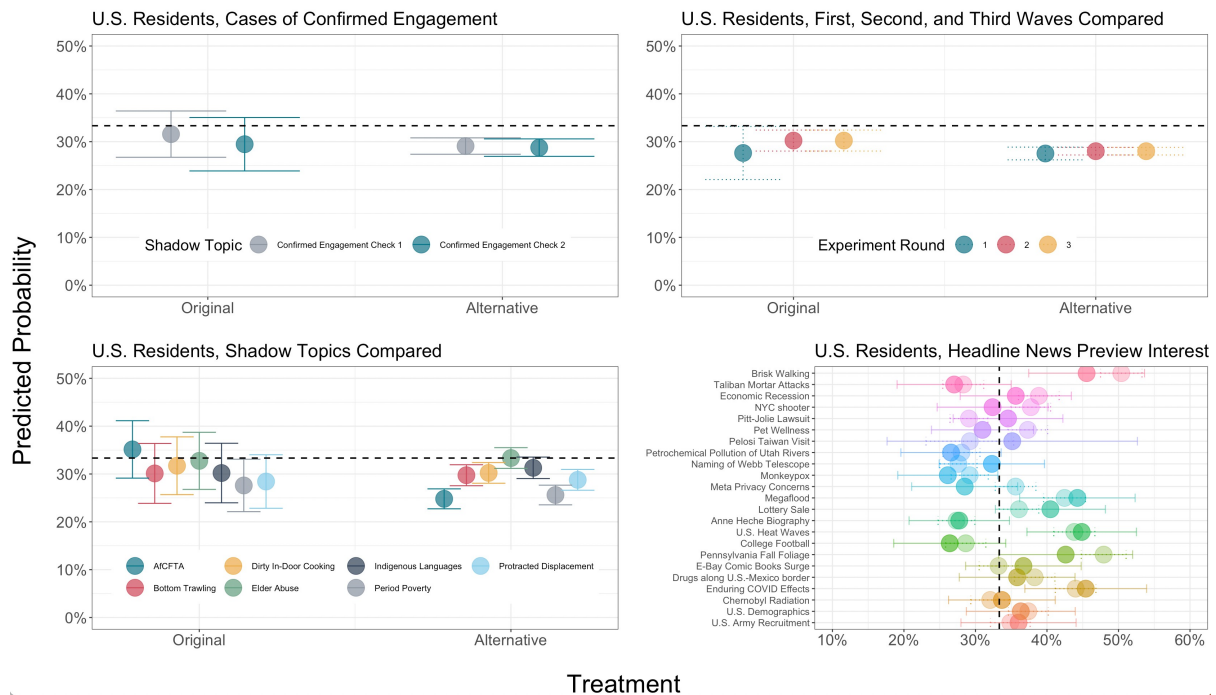 U.S. Residents, Cases of Confirmed Engagement
50%
40%
30%
20%
10%
0%
Shadow Topic
Confirmed Engagement Check 1
Confirmed Engagement Check 2
Original
Alternative
U.S. Residents, First, Second, and Third Waves Compared
50%
40%
30%
20%
10%
0%
Experiment Round
1
2
3
Original
Alternative
Predicted Probability
U.S. Residents, Shadow Topics Compared
50%
40%
30%
20%
10%
0%
AfCFTA
Dirty In-Door Cooking
Indigenous Languages
Protracted Displacement
Bottom Trawling
Elder Abuse
Period Poverty
Original
Alternative
U.S. Residents, Headline News Preview Interest
Brisk Walking
Taliban Mortar Attacks
Economic Recession
NYC shooter
Pitt-Jolie Lawsuit
Pet Wellness
Pelosi Taiwan Visit
Petrochemical Pollution of Utah Rivers
Naming of Webb Telescope
Monkeypox
Meta Privacy Concerns
Megaflood
Lottery Sale
Anne Heche Biography
U.S. Heat Waves
College Football
Pennsylvania Fall Foliage
E-Bay Comic Books Surge
Drugs along U.S.-Mexico border
Enduring COVID Effects
Chernobyl Radiation
U.S. Demographics
U.S. Army Recruitment
10%
20%
30%
40%
50%
60%
Treatment